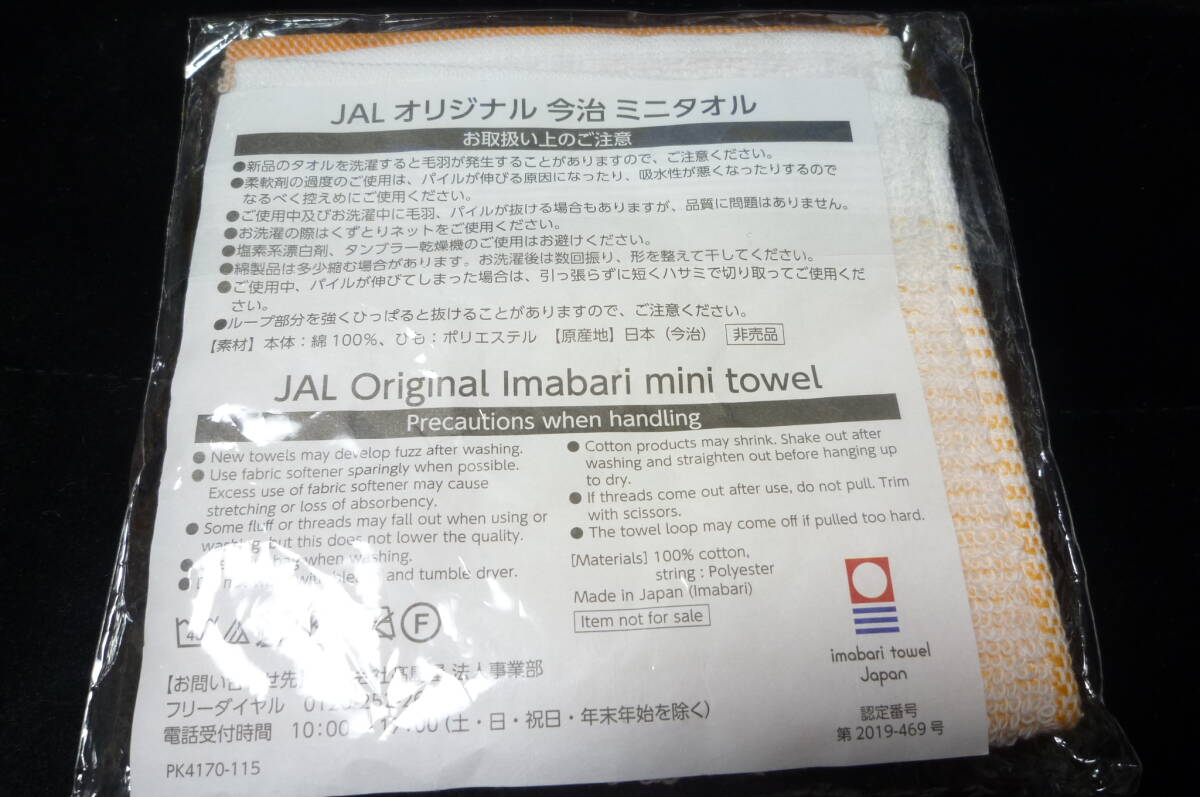 JAL オリジナル 今治 ミニタオル
お取扱い上のご注意
●新品のタオルを洗濯すると毛羽が発生することがありますので、ご注意ください。
●柔軟剤の過度のご使用は、パイルが伸びる原因になったり、吸水性が悪くなったりするので
なるべく控えめにご使用ください。
●ご使用中及びお洗濯中に毛羽、パイルが抜ける場合もありますが、品質に問題はありません。
●お洗濯の際はくずとりネットをご使用ください。
●塩素系漂白剤、タンブラー乾燥機のご使用はお避けください。
●綿製品は多少縮む場合があります。お洗濯後は数回振り、形を整えて干してください。
●ご使用中、パイルが伸びてしまった場合は、引っ張らずに短くハサミで切り取ってご使用くだ
さい。
●ループ部分を強くひっぱると抜けることがありますので、ご注意ください。
【素材】本体:綿100%、ひも:ポリエステル 【原産地】日本(今治) 非売品
JAL Original Imabari mini towel
Precautions when handling
● New towels may develop fuzz after washing.
● Use fabric softener sparingly when possible.
Excess use of fabric softener may cause
stretching or loss of absorbency.
● Some fluff or threads may fall out when using or
washing, but this does not lower the quality.
when washing.
and tumble dryer.
● Cotton products may shrink. Shake out after
washing and straighten out before hanging up
to dry.
● If threads come out after use, do not pull. Trim
with scissors.
● The towel loop may come off if pulled too hard.
[Materials] 100% cotton,
string : Polyester
Made in Japan (Imabari)
Item not for sale
F
imabari towel
Japan
認定番号
第 2019-469 号
【お問い合わせ先】 法人事業部
フリーダイヤル
電話受付時間 10:00 (土・日・祝日・年末年始を除く)
PK4170-115